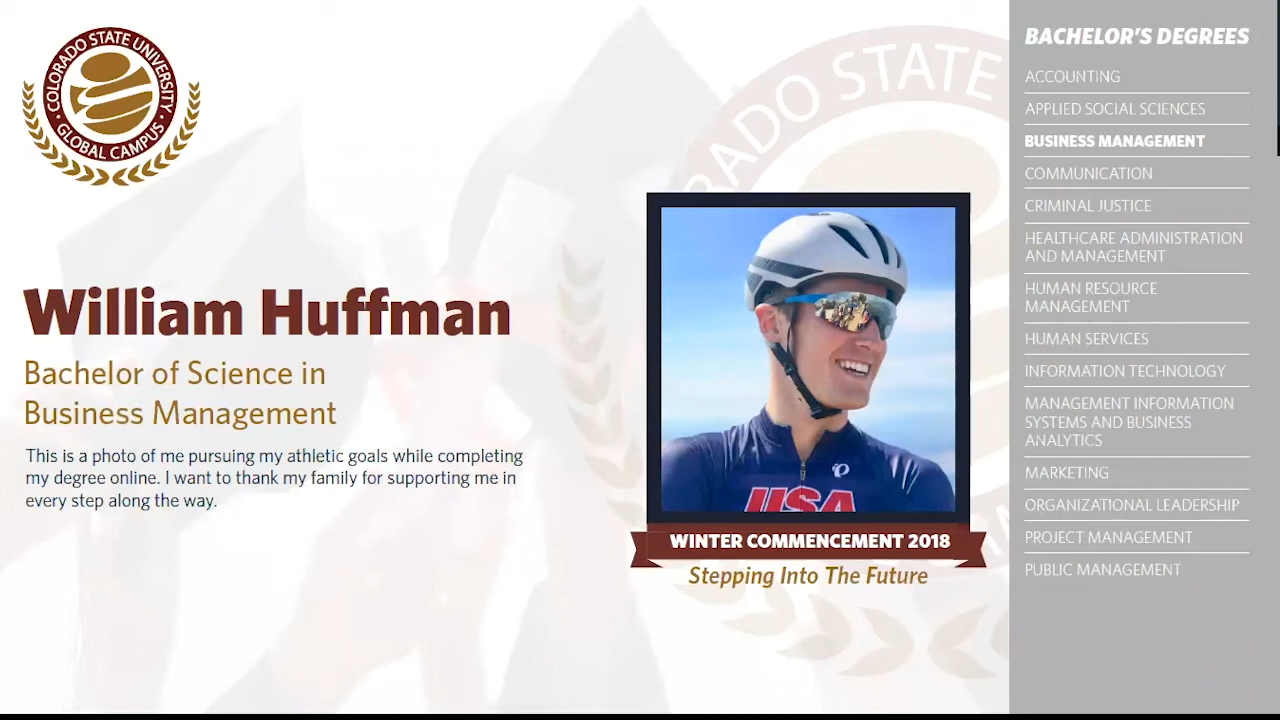 COLORADO STATE UNIVERSITY
GLOBAL CAMPUS
William Huffman
Bachelor of Science in
Business Management
This is a photo of me pursuing my athletic goals while completing
my degree online. I want to thank my family for supporting me in
every step along the way.
RADO STATE
USA
WINTER COMMENCEMENT 2018
Stepping Into The Future
BACHELOR'S DEGREES
ACCOUNTING
APPLIED SOCIAL SCIENCES
BUSINESS MANAGEMENT
COMMUNICATION
CRIMINAL JUSTICE
HEALTHCARE ADMINISTRATION
AND MANAGEMENT
HUMAN RESOURCE
MANAGEMENT
HUMAN SERVICES
INFORMATION TECHNOLOGY
MANAGEMENT INFORMATION
SYSTEMS AND BUSINESS
ANALYTICS
MARKETING
ORGANIZATIONAL LEADERSHIP
PROJECT MANAGEMENT
PUBLIC MANAGEMENT